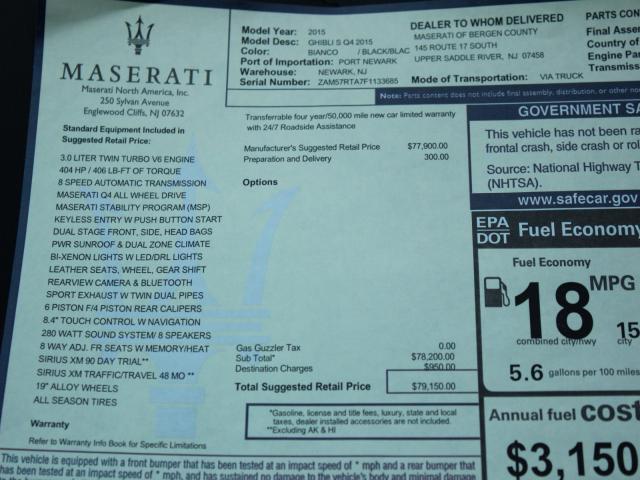 MASERATI
Maserati North America, Inc.
250 Sylvan Avenue
Englewood Cliffs, NJ 07632
Model Year: 2015
Model Desc: GHIBLI S Q4 2015
Color: BIANCO / BLACK/BLAC
Port of Importation: PORT NEWARK
Warehouse: NEWARK, NJ
Serial Number: ZAM57RTA7F1133685
DEALER TO WHOM DELIVERED
MASERATI OF BERGEN COUNTY
145 ROUTE 17 SOUTH
UPPER SADDLE RIVER, NJ 07458
Mode of Transportation: VIA TRUCK
PARTS CON
Final Asse
Country of
Engine Par
Transmiss
Note: Parts content does not include final assembly, distribution, or other no
Standard Equipment Included in
Suggested Retail Price:
3.0 LITER TWIN TURBO V6 ENGINE
404 HP / 406 LB-FT OF TORQUE
8 SPEED AUTOMATIC TRANSMISSION
MASERATI Q4 ALL WHEEL DRIVE
MASERATI STABILITY PROGRAM (MSP)
KEYLESS ENTRY W PUSH BUTTON START
DUAL STAGE FRONT, SIDE, HEAD BAGS
PWR SUNROOF & DUAL ZONE CLIMATE
BI-XENON LIGHTS W LED/DRL LIGHTS
LEATHER SEATS, WHEEL, GEAR SHIFT
REARVIEW CAMERA & BLUETOOTH
SPORT EXHAUST W TWIN DUAL PIPES
6 PISTON F/4 PISTON REAR CALIPERS
8.4" TOUCH CONTROL W NAVIGATION
280 WATT SOUND SYSTEM/ 8 SPEAKERS
8 WAY ADJ. FR SEATS W MEMORY/HEAT
SIRIUS XM 90 DAY TRIAL**
SIRIUS XM TRAFFIC/TRAVEL 48 MO **
19" ALLOY WHEELS
ALL SEASON TIRES
Warranty
Refer to Warranty Info Book for Specific Limitations
Transferrable four year/50,000 mile new car limited warranty
with 24/7 Roadside Assistance
Manufacturer's Suggested Retail Price $77,900.00
Preparation and Delivery 300.00
Options
Gas Guzzler Tax 0.00
Sub Total* $78,200.00
Destination Charges $950.00
Total Suggested Retail Price $79,150.00
*Gasoline, license and title fees, luxury, state and local
taxes, dealer installed accessories are not included.
**Excluding AK & HI
GOVERNMENT SA
This vehicle has not been ra
frontal crash, side crash or rol
Source: National Highway T
(NHTSA).
www.safecar.gov
EPA
DOT Fuel Economy
Fuel Economy
18 MPG
combined city/hwy
15
city
5.6 gallons per 100 miles
Annual fuel cost
$3,150
This vehicle is equipped with a front bumper that has been tested at an impact speed of * mph and a rear bumper that
has been tested at an impact speed of * mph, and has sustained no damage to the vehicle's body and minimal damage